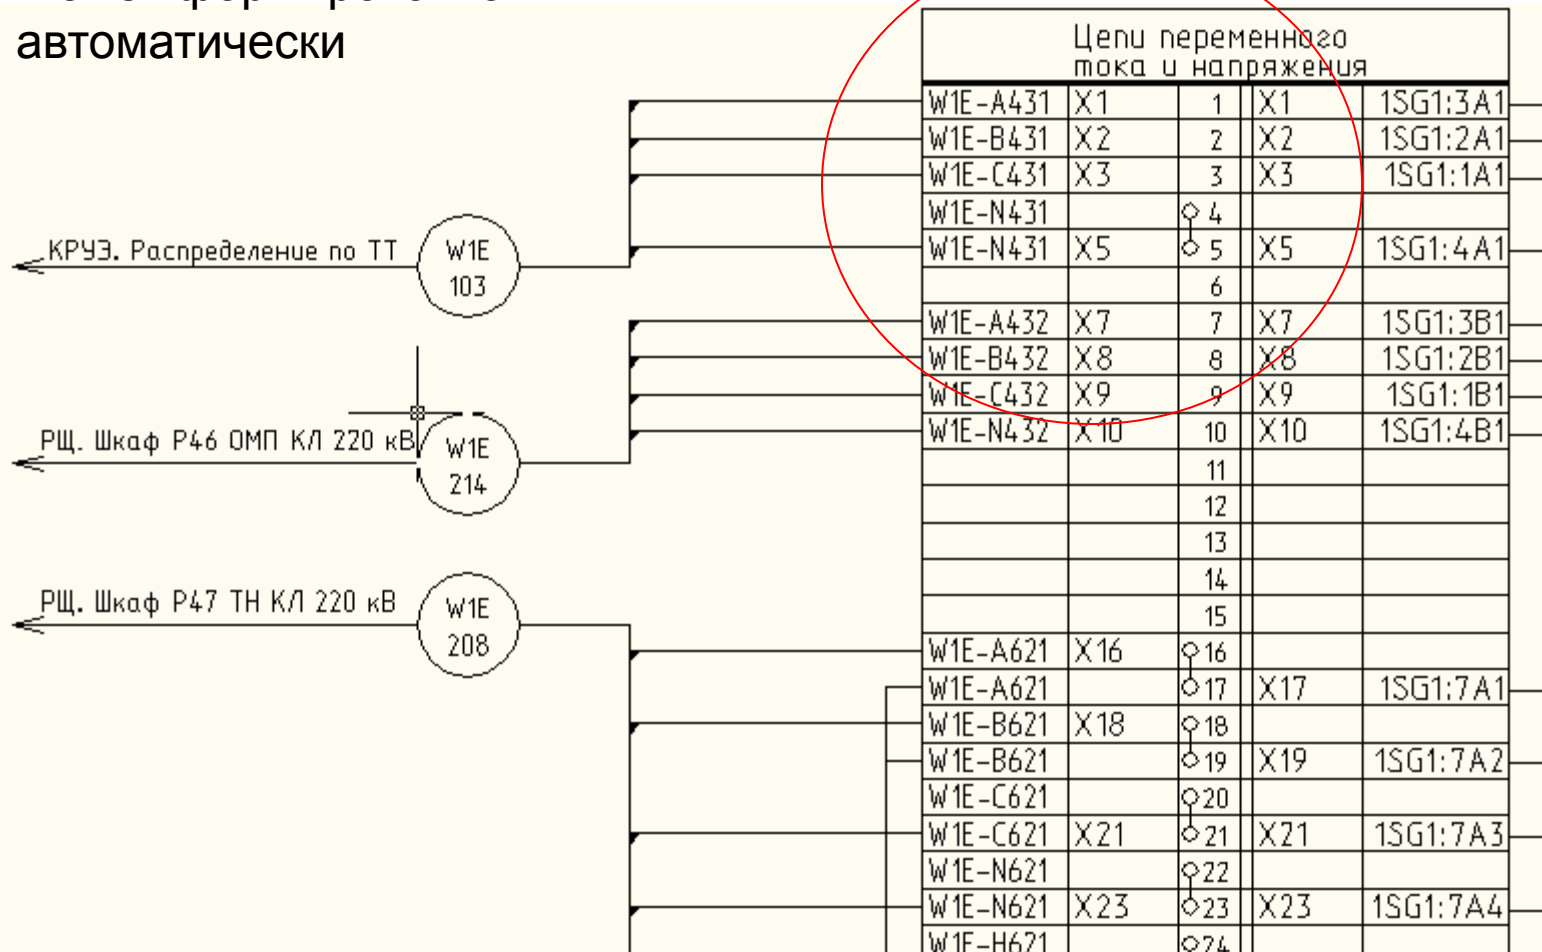 автоматически
Цепи переменного
тока и напряжения
W1E-A431 X1 1 X1 1SG1:3A1
W1E-B431 X2 2 X2 1SG1:2A1
W1E-C431 X3 3 X3 1SG1:1A1
W1E-N431 4
КРУЭ. Распределение по ТТ W1E W1E-N431 X5 5 X5 1SG1:4A1
103 6
W1E-A432 X7 7 X7 1SG1:3B1
W1E-B432 X8 8 X8 1SG1:2B1
W1E-C432 X9 9 X9 1SG1:1B1
РЩ. Шкаф Р46 ОМП КЛ 220 кВ W1E W1E-N432 X10 10 X10 1SG1:4B1
214 11
12
13
14
РЩ. Шкаф Р47 ТН КЛ 220 кВ W1E 15
208 W1E-A621 X16 16
W1E-A621 17 X17 1SG1:7A1
W1E-B621 X18 18
W1E-B621 19 X19 1SG1:7A2
W1E-C621 20
W1E-C621 X21 21 X21 1SG1:7A3
W1E-N621 22
W1E-N621 X23 23 X23 1SG1:7A4
W1E-H621 24